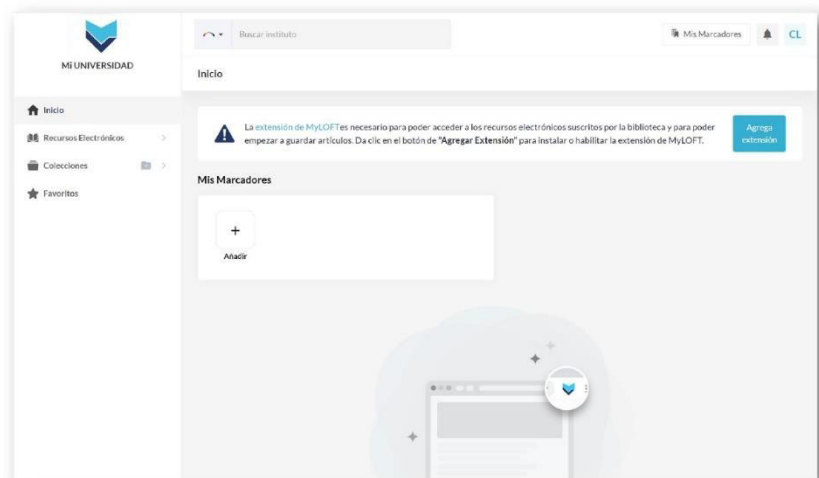 Mi UNIVERSIDAD
Buscar instituto
Mis Marcadores
CL
Inicio
Inicio
Recursos Electrónicos
Colecciones
Favoritos
La extensión de MyLOFTes necesario para poder acceder a los recursos electrónicos suscritos por la biblioteca y para poder
empezar a guardar artículos. Da clic en el botón de "Agregar Extensión" para instalar o habilitar la extensión de MyLOFT.
Agrega
extensión
Mis Marcadores
+
Añadir